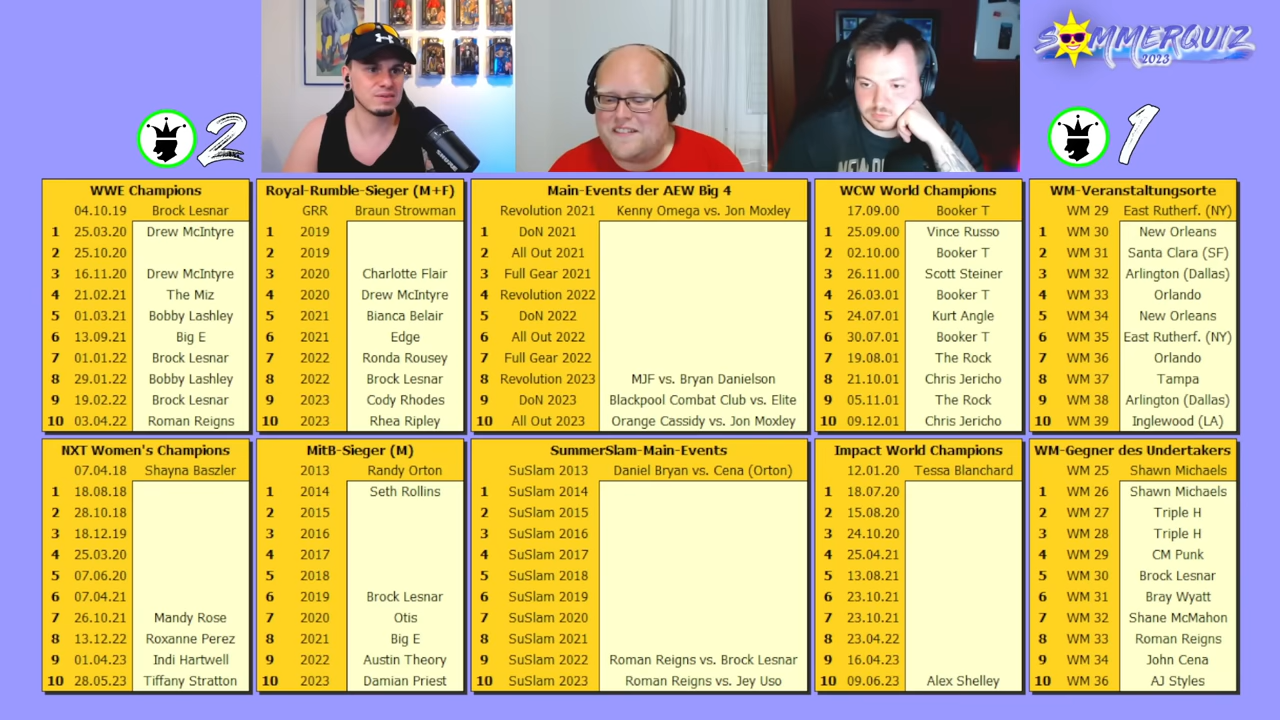 SOMMERQUIZ
2023
2
1
WWE Champions
04.10.19 Brock Lesnar
1 25.03.20 Drew McIntyre
2 25.10.20
3 16.11.20 Drew McIntyre
4 21.02.21 The Miz
5 01.03.21 Bobby Lashley
6 13.09.21 Big E
7 01.01.22 Brock Lesnar
8 29.01.22 Bobby Lashley
9 19.02.22 Brock Lesnar
10 03.04.22 Roman Reigns
Royal-Rumble-Sieger (M+F)
GRR Braun Strowman
1 2019
2 2019
3 2020 Charlotte Flair
4 2020 Drew McIntyre
5 2021 Bianca Belair
6 2021 Edge
7 2022 Ronda Rousey
8 2022 Brock Lesnar
9 2023 Cody Rhodes
10 2023 Rhea Ripley
Main-Events der AEW Big 4
Revolution 2021 Kenny Omega vs. Jon Moxley
1 DoN 2021
2 All Out 2021
3 Full Gear 2021
4 Revolution 2022
5 DoN 2022
6 All Out 2022
7 Full Gear 2022
8 Revolution 2023 MJF vs. Bryan Danielson
9 DoN 2023 Blackpool Combat Club vs. Elite
10 All Out 2023 Orange Cassidy vs. Jon Moxley
WCW World Champions
17.09.00 Booker T
1 25.09.00 Vince Russo
2 02.10.00 Booker T
3 26.11.00 Scott Steiner
4 26.03.01 Booker T
5 24.07.01 Kurt Angle
6 30.07.01 Booker T
7 19.08.01 The Rock
8 21.10.01 Chris Jericho
9 05.11.01 The Rock
10 09.12.01 Chris Jericho
WM-Veranstaltungsorte
WM 29 East Rutherf. (NY)
1 WM 30 New Orleans
2 WM 31 Santa Clara (SF)
3 WM 32 Arlington (Dallas)
4 WM 33 Orlando
5 WM 34 New Orleans
6 WM 35 East Rutherf. (NY)
7 WM 36 Orlando
8 WM 37 Tampa
9 WM 38 Arlington (Dallas)
10 WM 39 Inglewood (LA)
NXT Women's Champions
07.04.18 Shayna Baszler
1 18.08.18
2 28.10.18
3 18.12.19
4 25.03.20
5 07.06.20
6 07.04.21
7 26.10.21 Mandy Rose
8 13.12.22 Roxanne Perez
9 01.04.23 Indi Hartwell
10 28.05.23 Tiffany Stratton
MitB-Sieger (M)
2013 Randy Orton
1 2014 Seth Rollins
2 2015
3 2016
4 2017
5 2018
6 2019 Brock Lesnar
7 2020 Otis
8 2021 Big E
9 2022 Austin Theory
10 2023 Damian Priest
SummerSlam-Main-Events
SuSlam 2013 Daniel Bryan vs. Cena (Orton)
1 SuSlam 2014
2 SuSlam 2015
3 SuSlam 2016
4 SuSlam 2017
5 SuSlam 2018
6 SuSlam 2019
7 SuSlam 2020
8 SuSlam 2021
9 SuSlam 2022 Roman Reigns vs. Brock Lesnar
10 SuSlam 2023 Roman Reigns vs. Jey Uso
Impact World Champions
12.01.20 Tessa Blanchard
1 18.07.20
2 15.08.20
3 24.10.20
4 25.04.21
5 13.08.21
6 23.10.21
7 23.10.21
8 23.04.22
9 16.04.23
10 09.06.23 Alex Shelley
WM-Gegner des Undertakers
WM 25 Shawn Michaels
1 WM 26 Shawn Michaels
2 WM 27 Triple H
3 WM 28 Triple H
4 WM 29 CM Punk
5 WM 30 Brock Lesnar
6 WM 31 Bray Wyatt
7 WM 32 Shane McMahon
8 WM 33 Roman Reigns
9 WM 34 John Cena
10 WM 36 AJ Styles